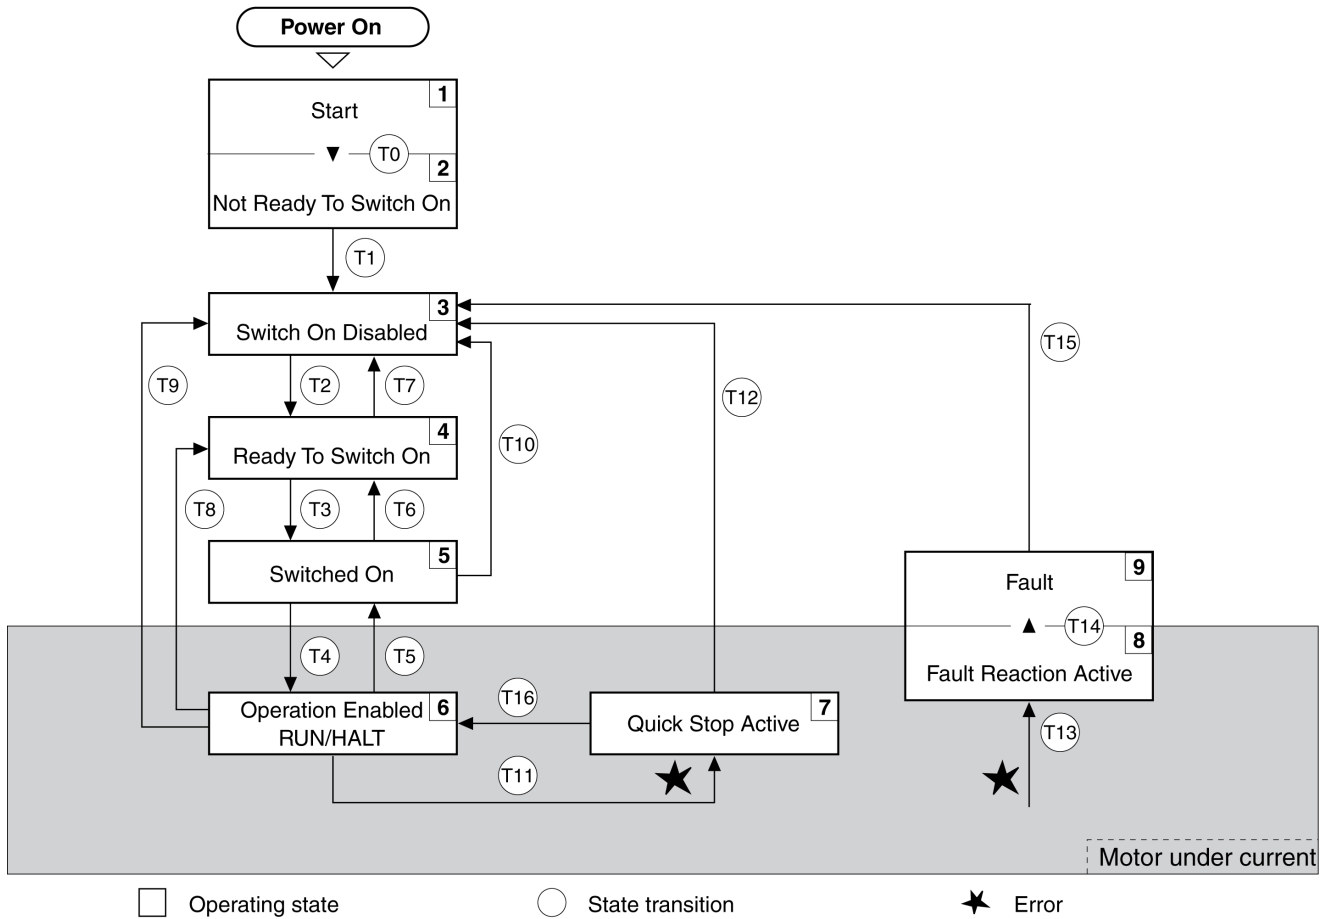 Power On
1
Start
T0
2
Not Ready To Switch On
T1
3
Switch On Disabled
T15
T9
T2
T7
T12
4
Ready To Switch On
T10
T8
T3
T6
5
Switched On
9
Fault
T14
8
Fault Reaction Active
T4
T5
6
Operation Enabled
RUN/HALT
T16
7
Quick Stop Active
T13
T11
Motor under current
Operating state
State transition
Error